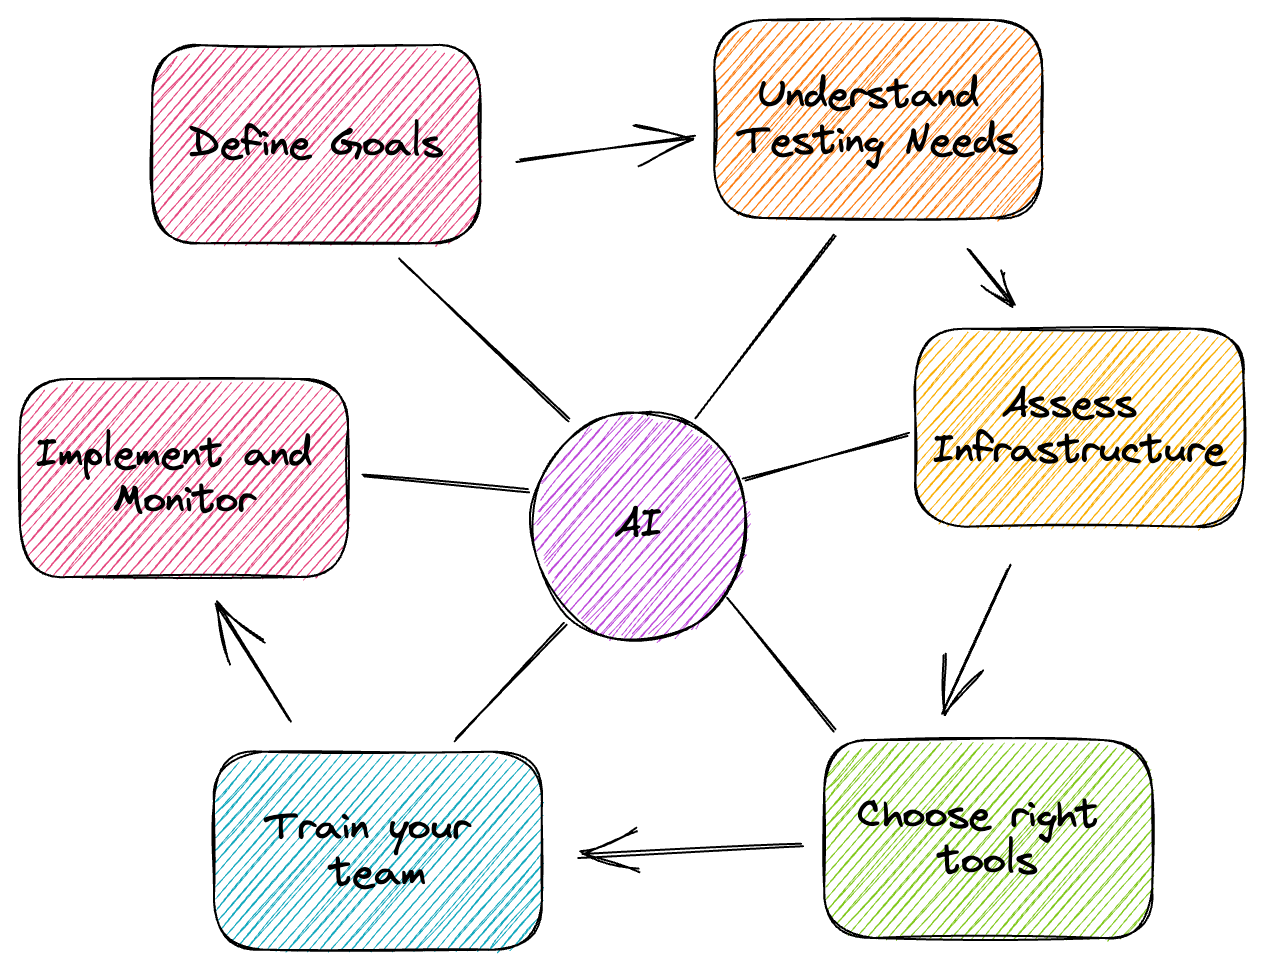 Define Goals
Understand
Testing Needs
Assess
Infrastructure
Choose right
tools
Train your
team
Implement and
Monitor
AI